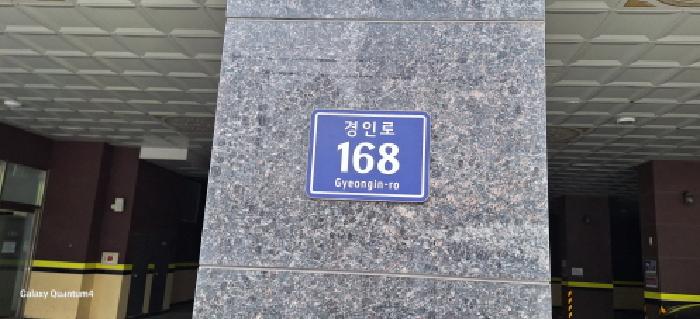 경인로
168
Gyeongin-ro
Galaxy Quantum4